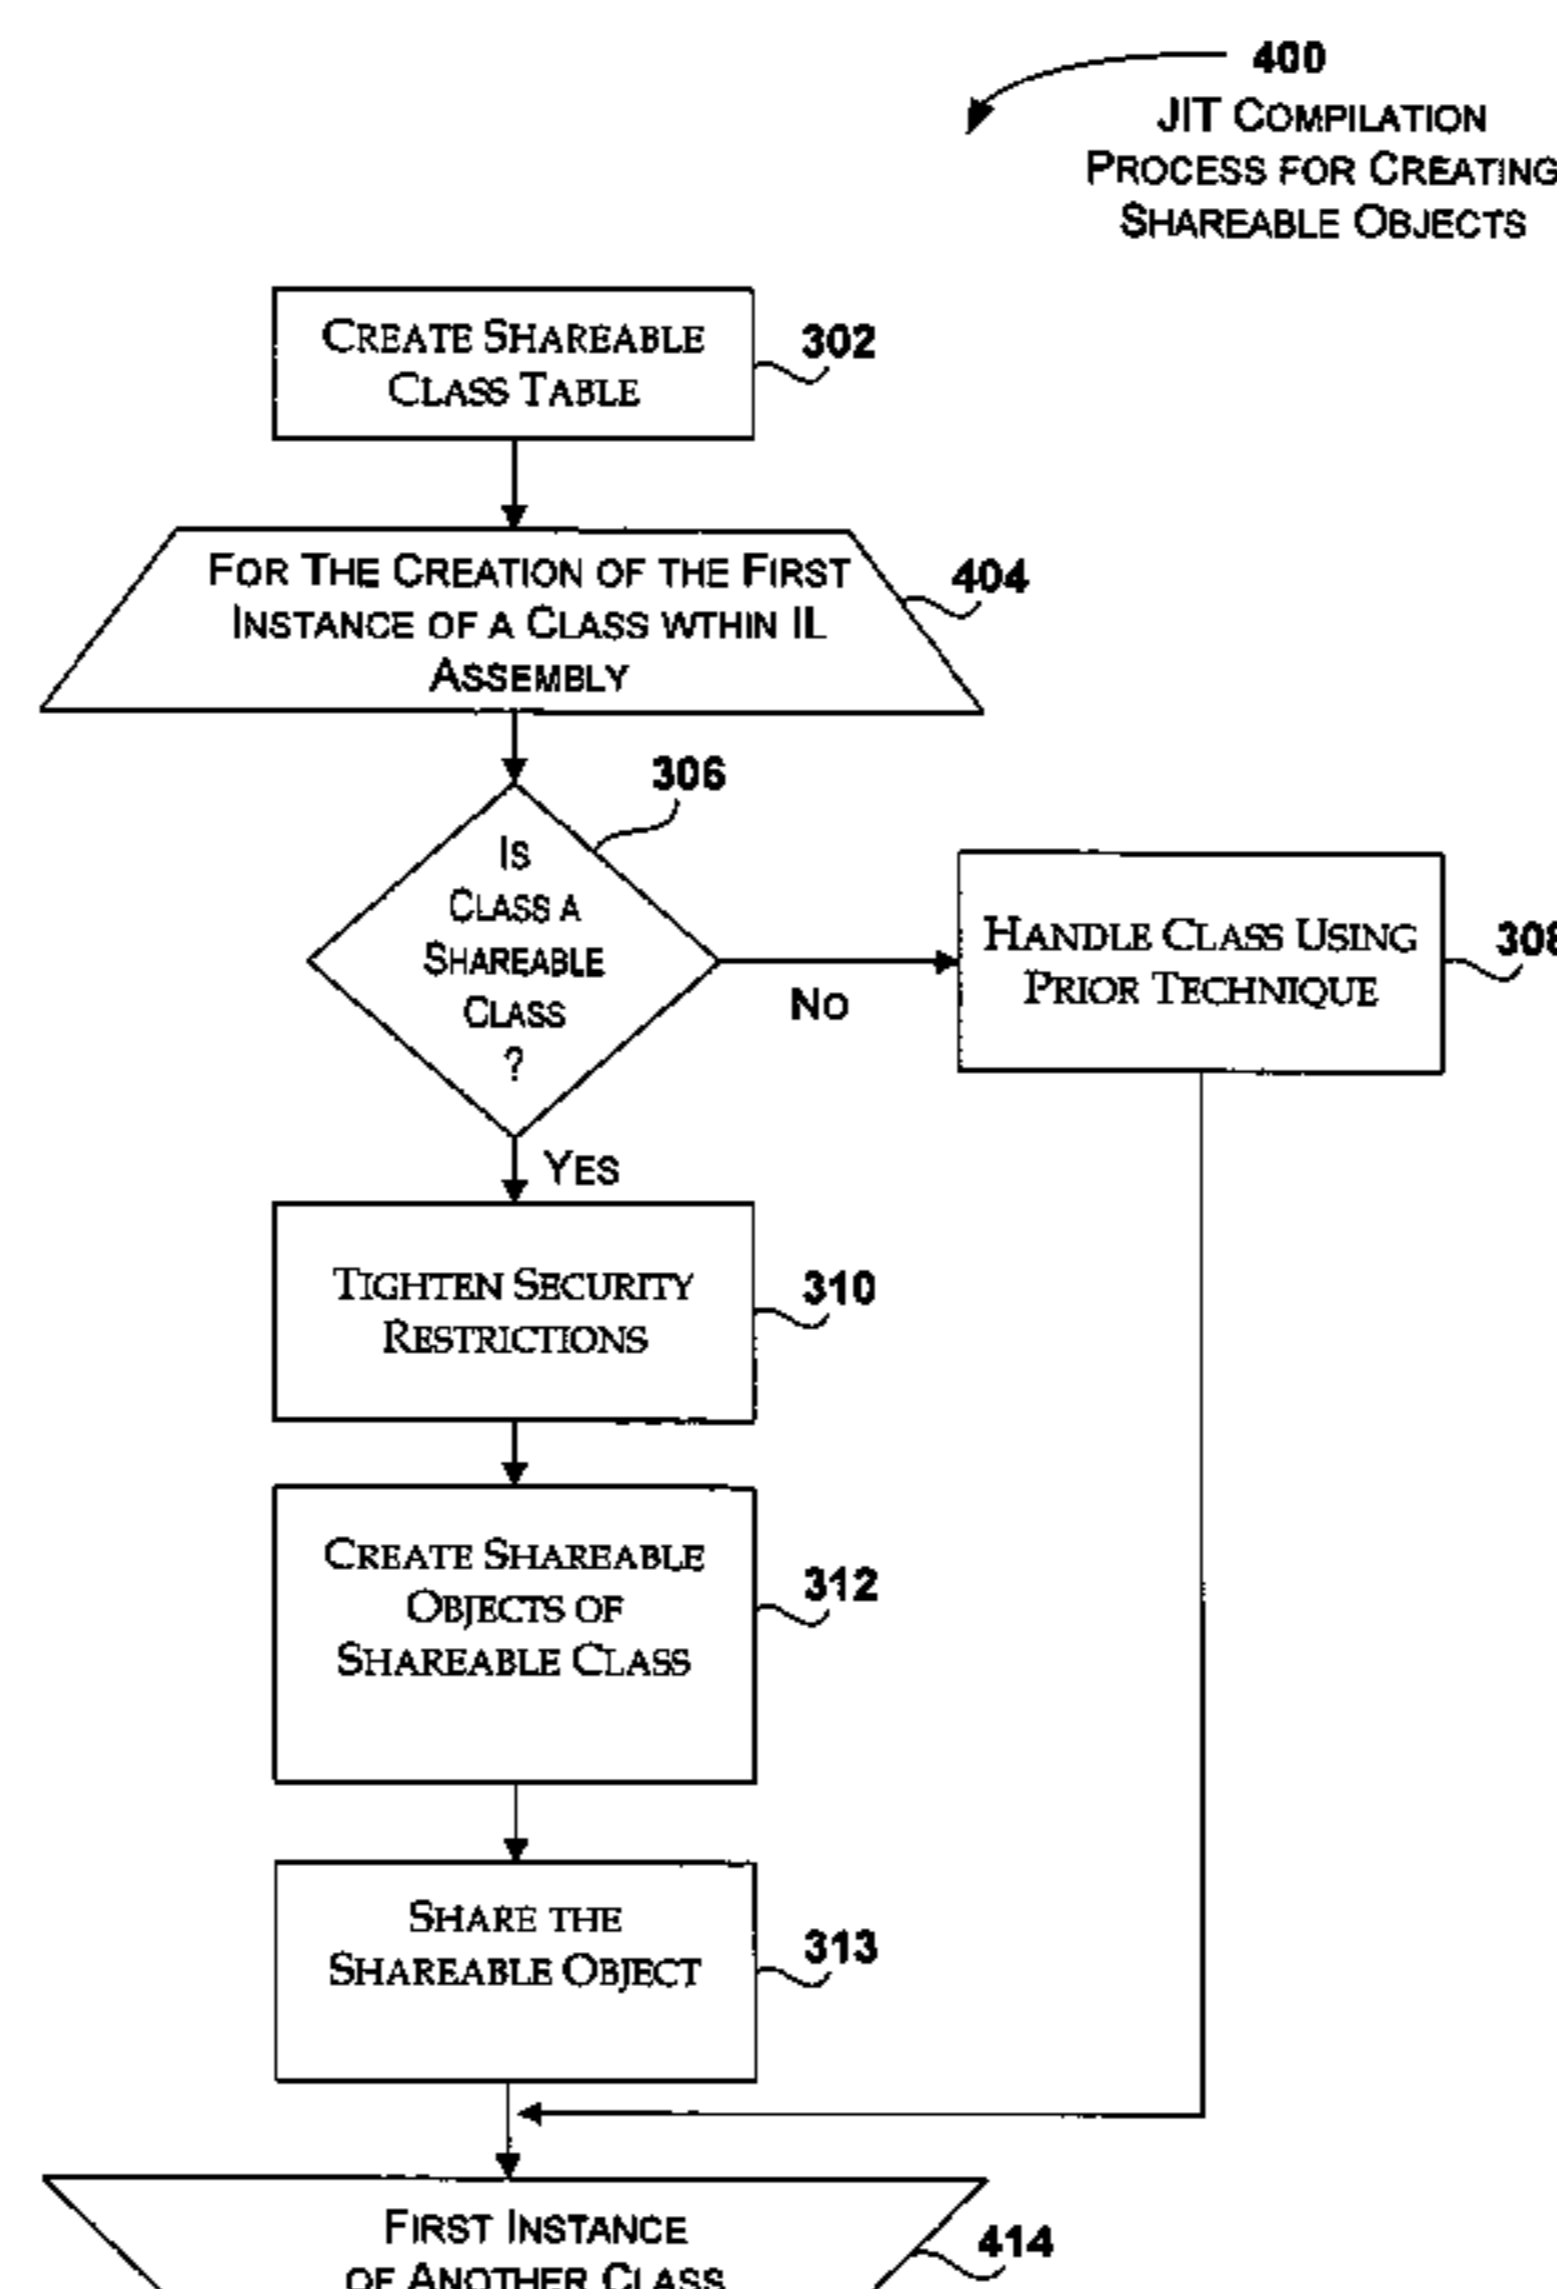 400
JIT COMPILATION
PROCESS FOR CREATING
SHAREABLE OBJECTS
CREATE SHAREABLE
CLASS TABLE
302
FOR THE CREATION OF THE FIRST
INSTANCE OF A CLASS WTHIN IL
ASSEMBLY
404
306
IS
CLASS A
SHAREABLE
CLASS
?
NO
HANDLE CLASS USING
PRIOR TECHNIQUE
308
YES
TIGHTEN SECURITY
RESTRICTIONS
310
CREATE SHAREABLE
OBJECTS OF
SHAREABLE CLASS
312
SHARE THE
SHAREABLE OBJECT
313
FIRST INSTANCE
OF ANOTHER CLASS
414